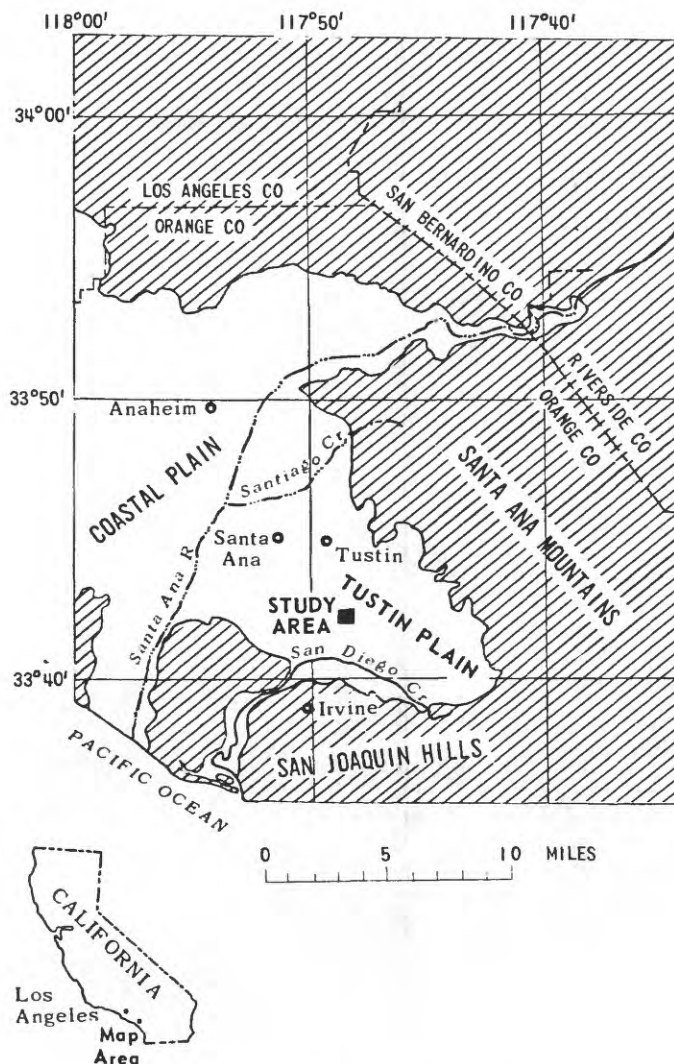 118°00'
117°50'
117°40'
34°00'
LOS ANGELES CO
ORANGE CO
SAN BERNARDINO CO
33°50'
Anaheim
RIVERSIDE CO
ORANGE CO
COASTAL PLAIN
Santiago Cr
SANTA ANA MOUNTAINS
Santa
Ana
Tustin
Santa Ana R
STUDY
AREA
TUSTIN PLAIN
San Diego Cr
33°40'
Irvine
SAN JOAQUIN HILLS
PACIFIC OCEAN
0 5 10 MILES
CALIFORNIA
Los
Angeles
Map
Area